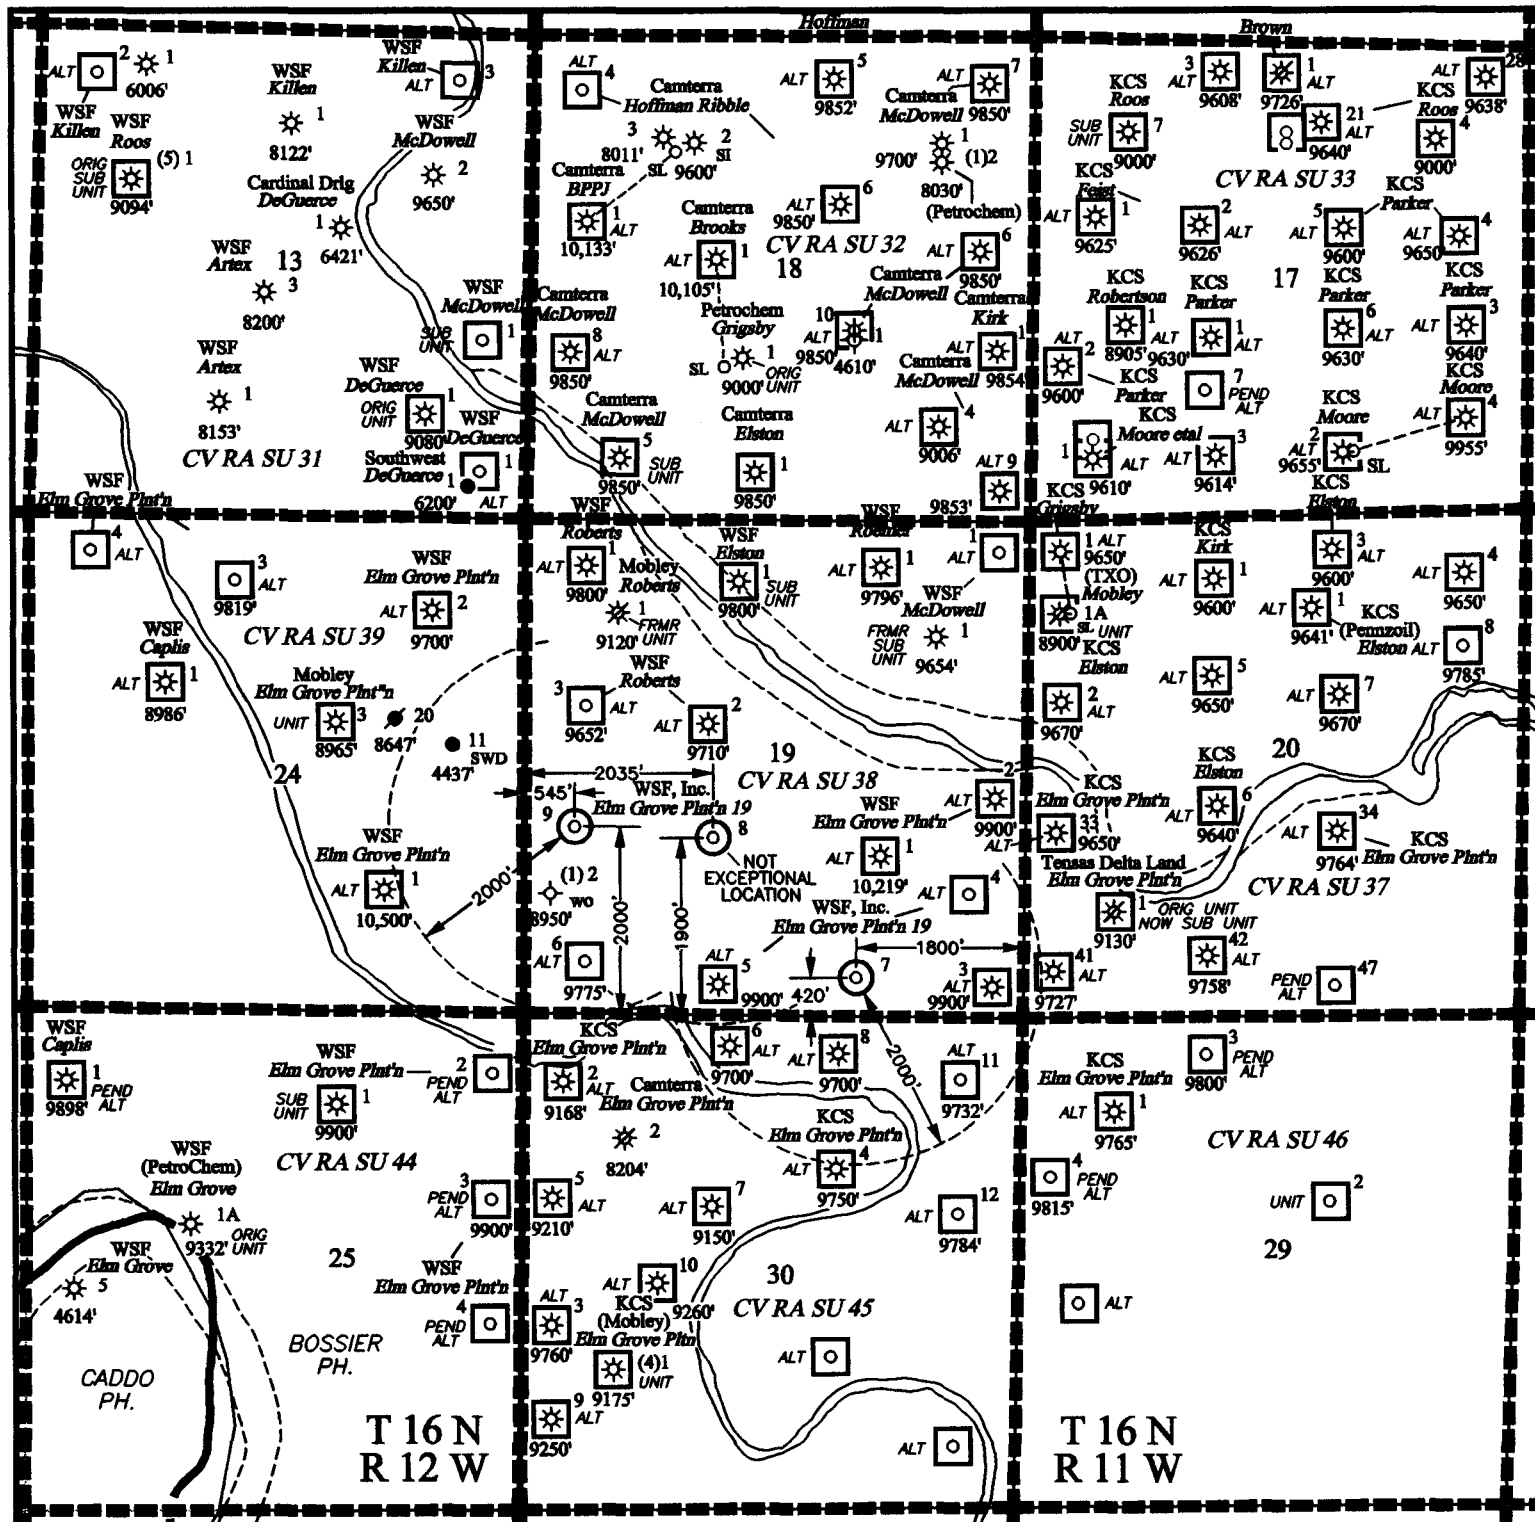 Hoffman
Brown
ALT
2
1
6006'
WSF
Killen
WSF
Roos
ORIG
SUB
UNIT
(5) 1
9094'
WSF
Killen
1
8122'
WSF
Killen
ALT
3
WSF
McDowell
2
9650'
Cardinal Drlg
DeGuerce
1
6421'
WSF
Artex
3
8200'
13
WSF
McDowell
SUB
UNIT
1
WSF
Artex
1
8153'
WSF
DeGuerce
ORIG
UNIT
1
9080'
WSF
DeGuerce
CV RA SU 31
Southwest
DeGuerce
1
6200'
1
ALT
ALT
4
Camterra
Hoffman Ribble
5
ALT
9852'
7
ALT
Camterra
McDowell
9850'
3
8011'
2
SI
SL
9600'
1
9700'
(1)2
8030'
(Petrochem)
Camterra
BPPJ
1
ALT
10,133'
Camterra
Brooks
ALT
1
10,105'
6
ALT
9850'
CV RA SU 32
18
6
ALT
9850'
Camterra
McDowell
Camterra
McDowell
8
ALT
9850'
Petrochem
Grigsby
SL
1
9000'
ORIG
UNIT
10
ALT
1
9850'
4610'
Camterra
Kirk
1
ALT
9854'
Camterra
McDowell
4
9006'
Camterra
McDowell
5
SUB
UNIT
9850'
Camterra
Elston
1
9850'
ALT 9
9853'
KCS
Roos
SUB
UNIT
7
9000'
3
ALT
9608'
1
ALT
9726'
21
ALT
9640'
ALT
28
9638'
KCS
Roos
4
9000'
CV RA SU 33
KCS
Feist
1
9625'
2
ALT
9626'
5
9600'
KCS
Parker
4
ALT
9650'
17
KCS
Robertson
1
ALT
8905'
KCS
Parker
1
ALT
9630'
KCS
Parker
6
ALT
9630'
KCS
Parker
3
ALT
9640'
ALT
2
9600'
KCS
Parker
7
PEND
ALT
KCS
Moore
4
ALT
9955'
KCS
Moore etal
1
ALT
9610'
3
ALT
9614'
KCS
Moore
2
ALT
9655'
SL
KCS
Elston
KCS
Grigsby
WSF
Elm Grove Plnt'n
4
ALT
3
ALT
9819'
WSF
Elm Grove Plnt'n
ALT
2
9700'
CV RA SU 39
WSF
Caplis
ALT
1
8986'
Mobley
Elm Grove Plnt'n
UNIT
3
8965'
20
8647'
11
SWD
4437'
24
WSF
Elm Grove Plnt'n
ALT
1
10,500'
WSF
Roberts
1
ALT
9800'
Mobley
Roberts
1
FRMR
UNIT
9120'
WSF
Elston
1
SUB
UNIT
9800'
WSF
ALT
1
9796'
1
ALT
WSF
McDowell
FRMR
SUB
UNIT
1
9654'
WSF
Roberts
3
ALT
9652'
ALT
2
9710'
19
CV RA SU 38
2035'
545'
WSF, Inc.
Elm Grove Plnt'n 19
9
8
NOT
EXCEPTIONAL
LOCATION
WSF
Elm Grove Plnt'n
ALT
1
10,219'
2
ALT
9900'
2000'
(1) 2
WO
8950'
2000'
1900'
ALT
4
WSF, Inc.
Elm Grove Plnt'n 19
1800'
6
ALT
9775'
ALT
5
9900'
420'
7
3
ALT
9900'
1 ALT
9650'
(TXO)
Mobley
1A
SL UNIT
8900'
KCS
Kirk
ALT
1
9600'
3
ALT
9600'
4
ALT
9650'
ALT
1
9641'
KCS
(Pennzoil)
Elston
ALT
8
9785'
KCS
Elston
2
ALT
9670'
ALT
5
9650'
ALT
7
9670'
20
KCS
Elm Grove Plnt'n
33
9650'
ALT
KCS
Elston
6
ALT
9640'
34
ALT
9764'
KCS
Elm Grove Plnt'n
CV RA SU 37
Tensas Delta Land
Elm Grove Plnt'n
1
ORIG UNIT
NOW SUB UNIT
9130'
42
ALT
9758'
41
ALT
9727'
PEND
ALT
47
WSF
Caplis
1
PEND
ALT
9898'
WSF
Elm Grove Plnt'n
SUB
UNIT
1
9900'
2
PEND
ALT
CV RA SU 44
WSF
(PetroChem)
Elm Grove
1A
ORIG
UNIT
9332'
WSF
Elm Grove
5
4614'
3
PEND
ALT
9900'
25
WSF
Elm Grove Plnt'n
4
PEND
ALT
CADDO
PH.
BOSSIER
PH.
T 16 N
R 12 W
KCS
Elm Grove Plnt'n
2
ALT
9168'
Camterra
Elm Grove Plnt'n
2
8204'
6
ALT
9700'
8
ALT
9700'
2000'
ALT
11
9732'
KCS
Elm Grove Plnt'n
4
ALT
9750'
5
ALT
9210'
7
9150'
12
ALT
9784'
10
ALT
9260'
30
CV RA SU 45
ALT
3
9760'
KCS
(Mobley)
Elm Grove Pltn
(4)1
UNIT
9175'
9
ALT
9250'
ALT
ALT
KCS
Elm Grove Plnt'n
ALT
1
9765'
3
PEND
ALT
9800'
CV RA SU 46
4
PEND
ALT
9815'
UNIT
2
29
ALT
T 16 N
R 11 W